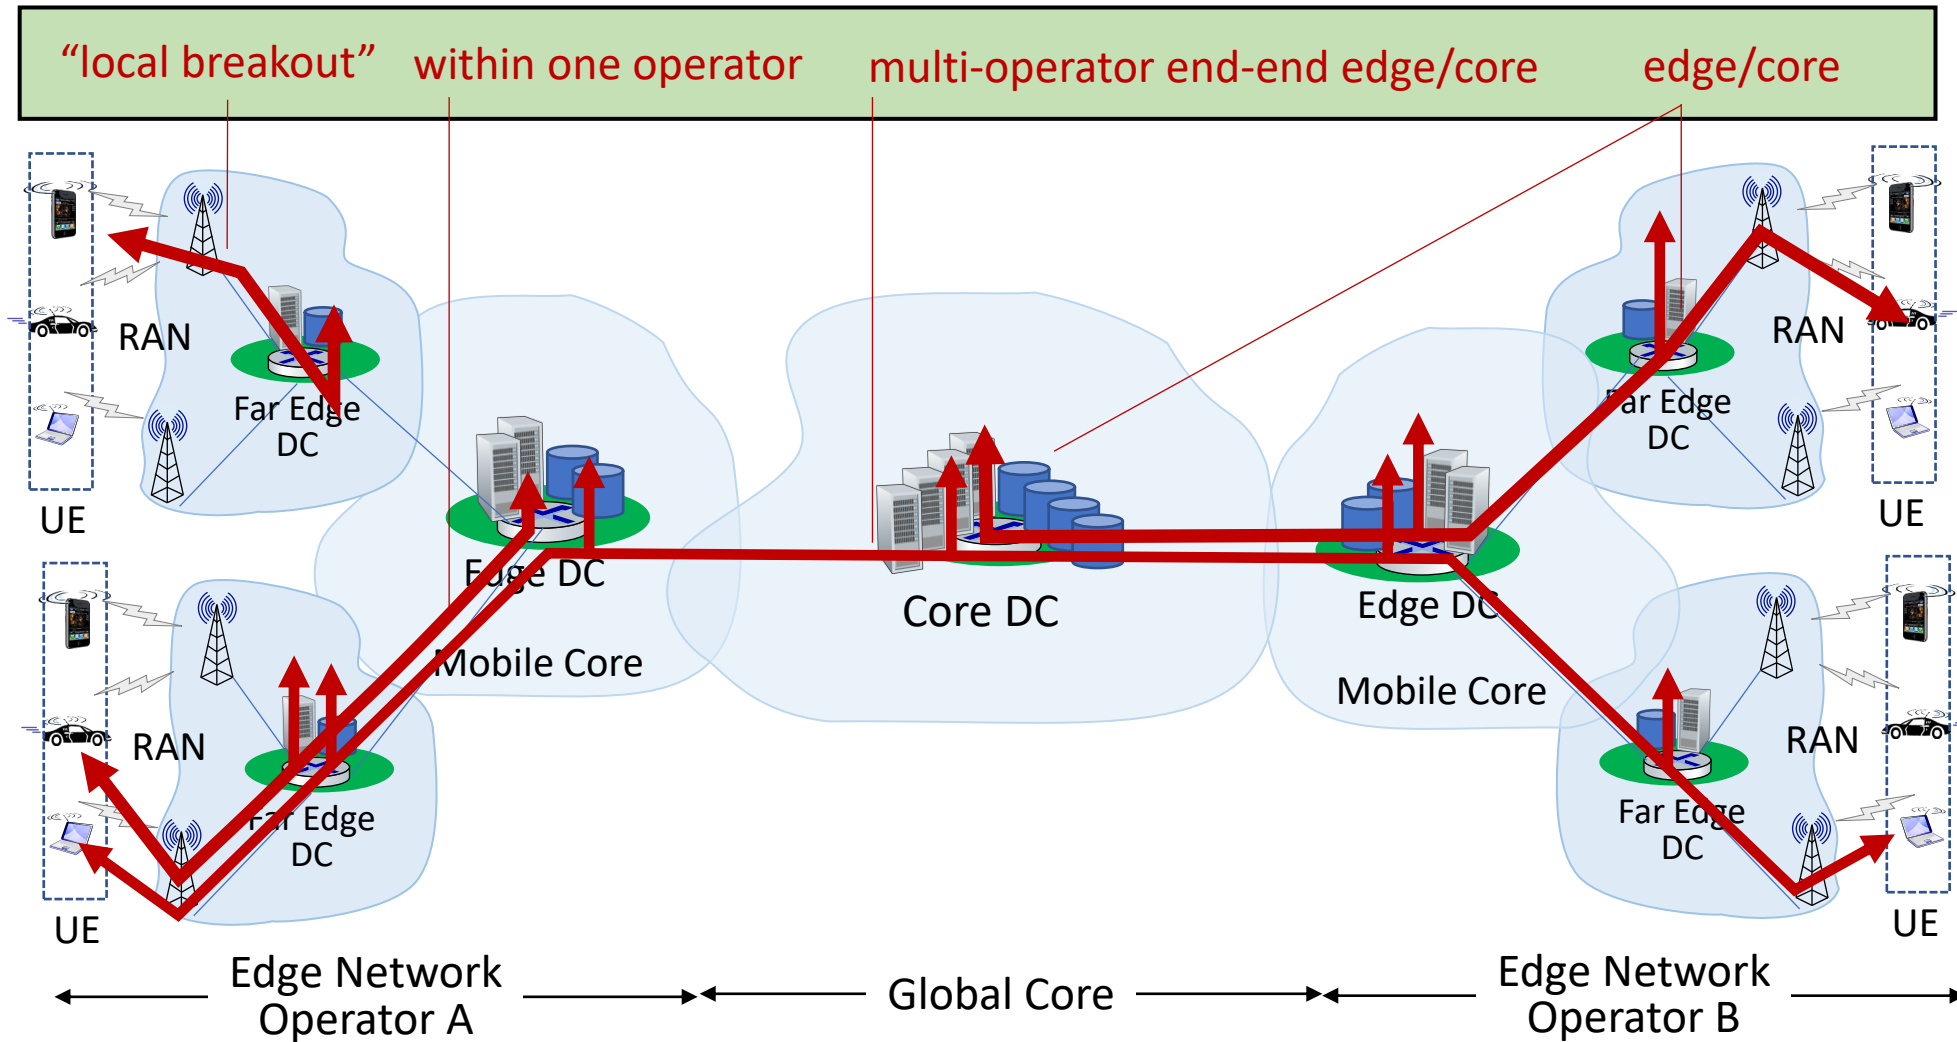 “local breakout” within one operator multi-operator end-end edge/core edge/core
RAN
Far Edge
DC
UE
RAN
Far Edge
DC
UE
Edge DC
Mobile Core
Core DC
Edge DC
Mobile Core
RAN
Far Edge
DC
UE
RAN
Far Edge
DC
UE
Edge Network
Operator A
Global Core
Edge Network
Operator B